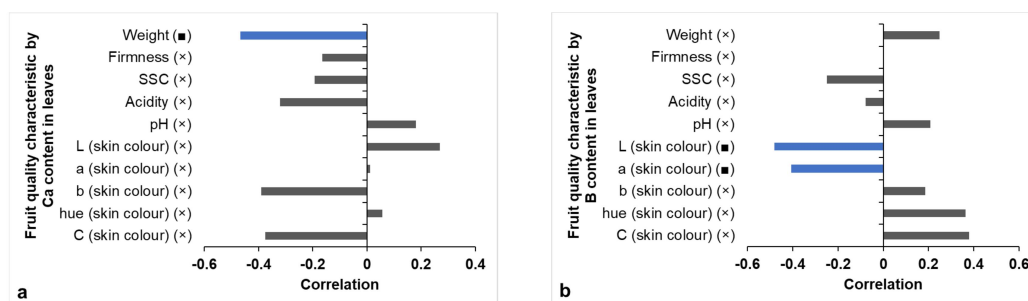 Fruit quality characteristic by
Ca content in leaves
Weight (■)
Firmness (×)
SSC (×)
Acidity (×)
pH (×)
L (skin colour) (×)
a (skin colour) (×)
b (skin colour) (×)
hue (skin colour) (×)
C (skin colour) (×)
-0.6 -0.4 -0.2 0 0.2 0.4
Correlation
a
Fruit quality characteristic by
B content in leaves
Weight (×)
Firmness (×)
SSC (×)
Acidity (×)
pH (×)
L (skin colour) (■)
a (skin colour) (■)
b (skin colour) (×)
hue (skin colour) (×)
C (skin colour) (×)
-0.6 -0.4 -0.2 0 0.2 0.4 0.6
Correlation
b